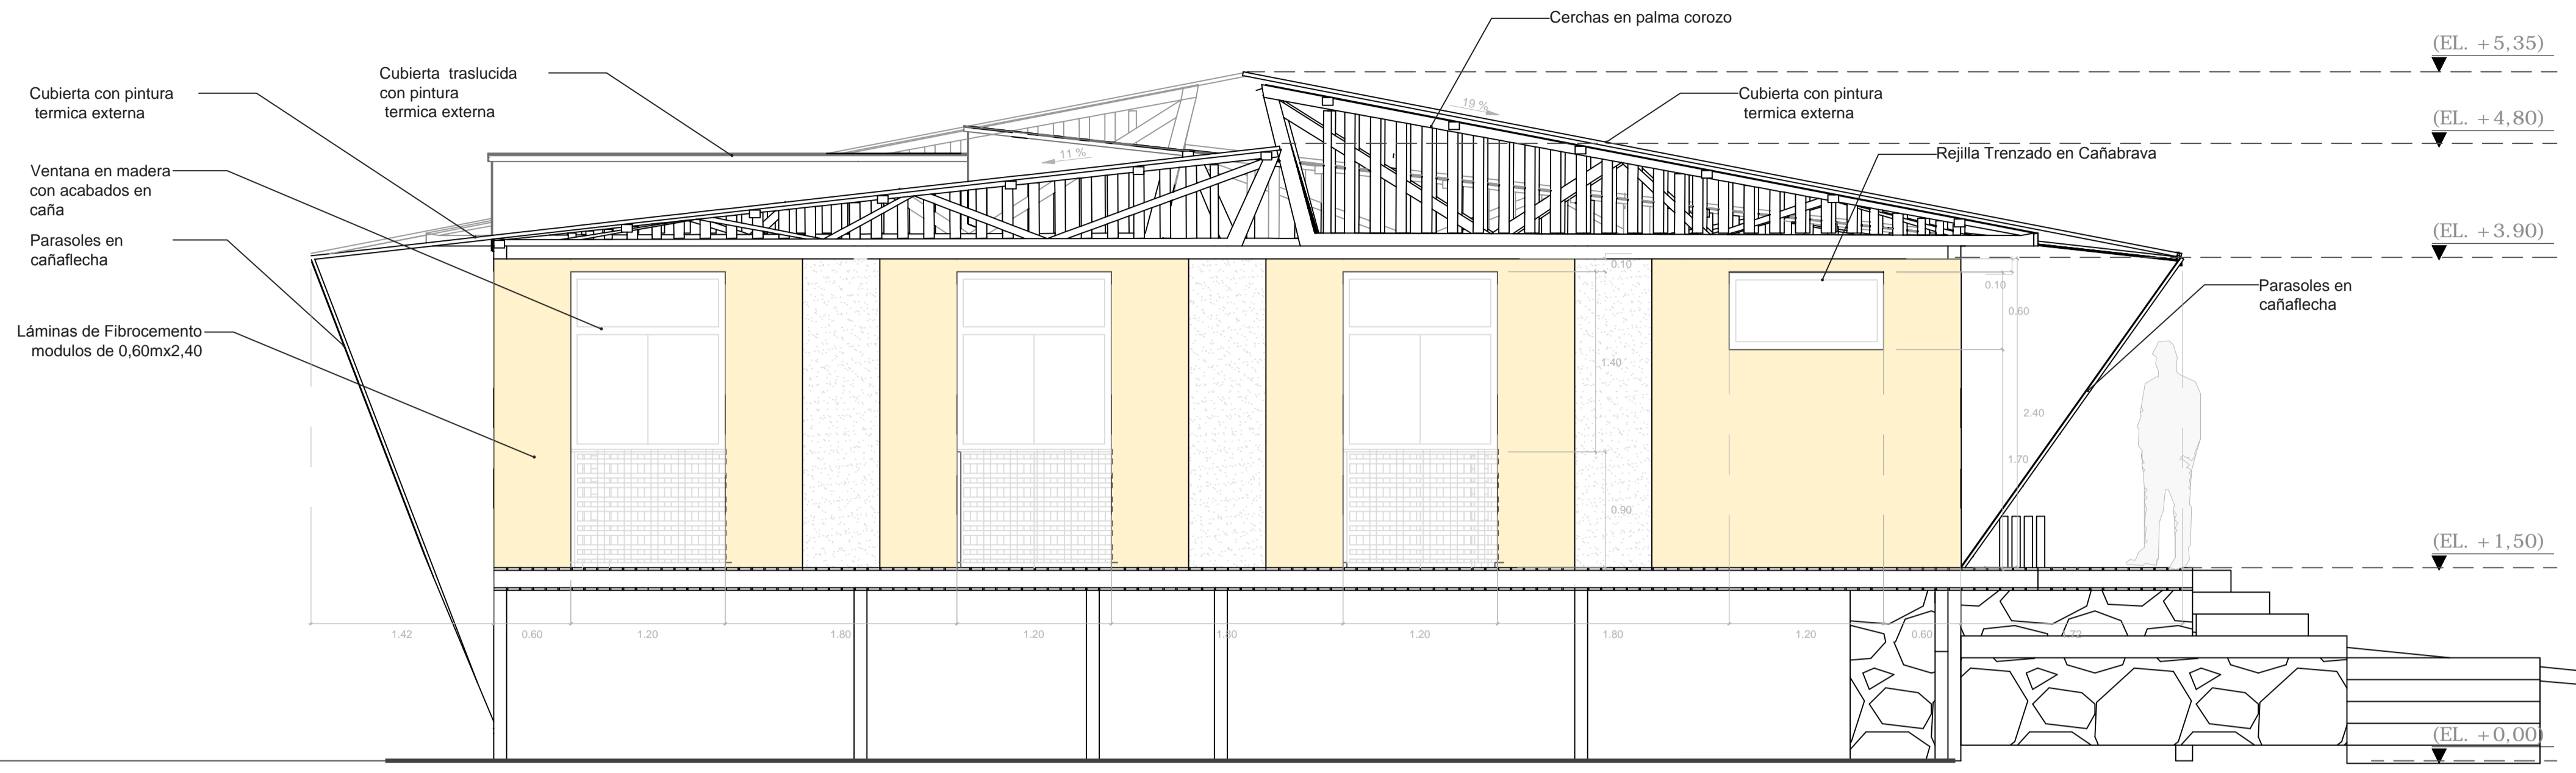 Cerchas en palma corozo
(EL. +5,35)
Cubierta traslucida
con pintura
termica externa
Cubierta con pintura
termica externa
Cubierta con pintura
termica externa
19 %
(EL. +4,80)
11 %
Rejilla Trenzado en Cañabrava
Ventana en madera
con acabados en
caña
Parasoles en
cañaflecha
(EL. +3.90)
0.10
0.10
Parasoles en
cañaflecha
0.60
Láminas de Fibrocemento
modulos de 0,60mx2,40
1.40
2.40
1.70
0.90
(EL. +1,50)
1.42
0.60
1.20
1.80
1.20
1.20
1.80
1.20
0.60
(EL. +0,00)